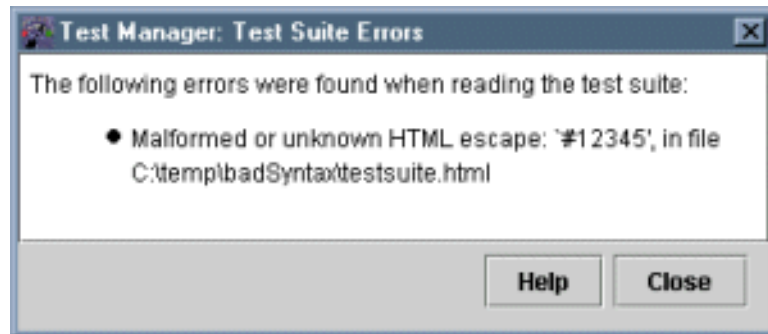 Test Manager: Test Suite Errors
The following errors were found when reading the test suite:
● Malformed or unknown HTML escape: `#12345', in file
C:\temp\badSyntax\testsuite.html
Help Close